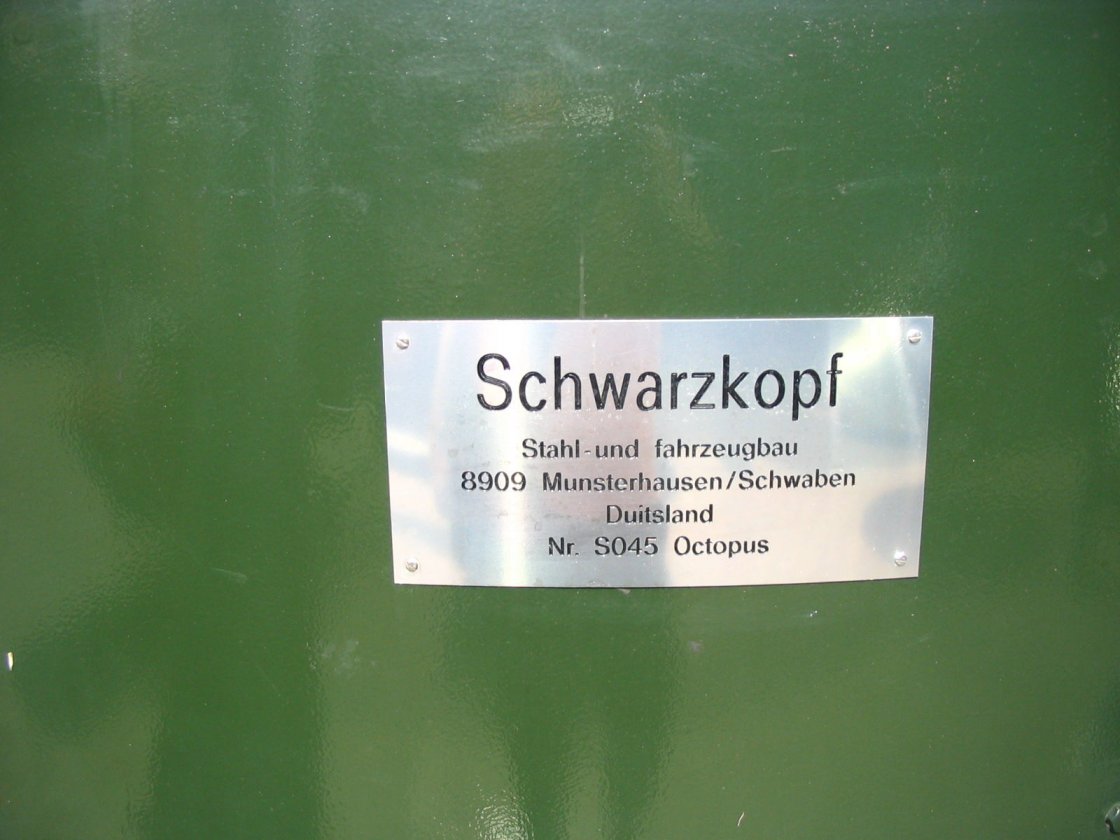 Schwarzkopf
Stahl-und fahrzeugbau
8909 Munsterhausen/Schwaben
Duitsland
Nr. S045 Octopus